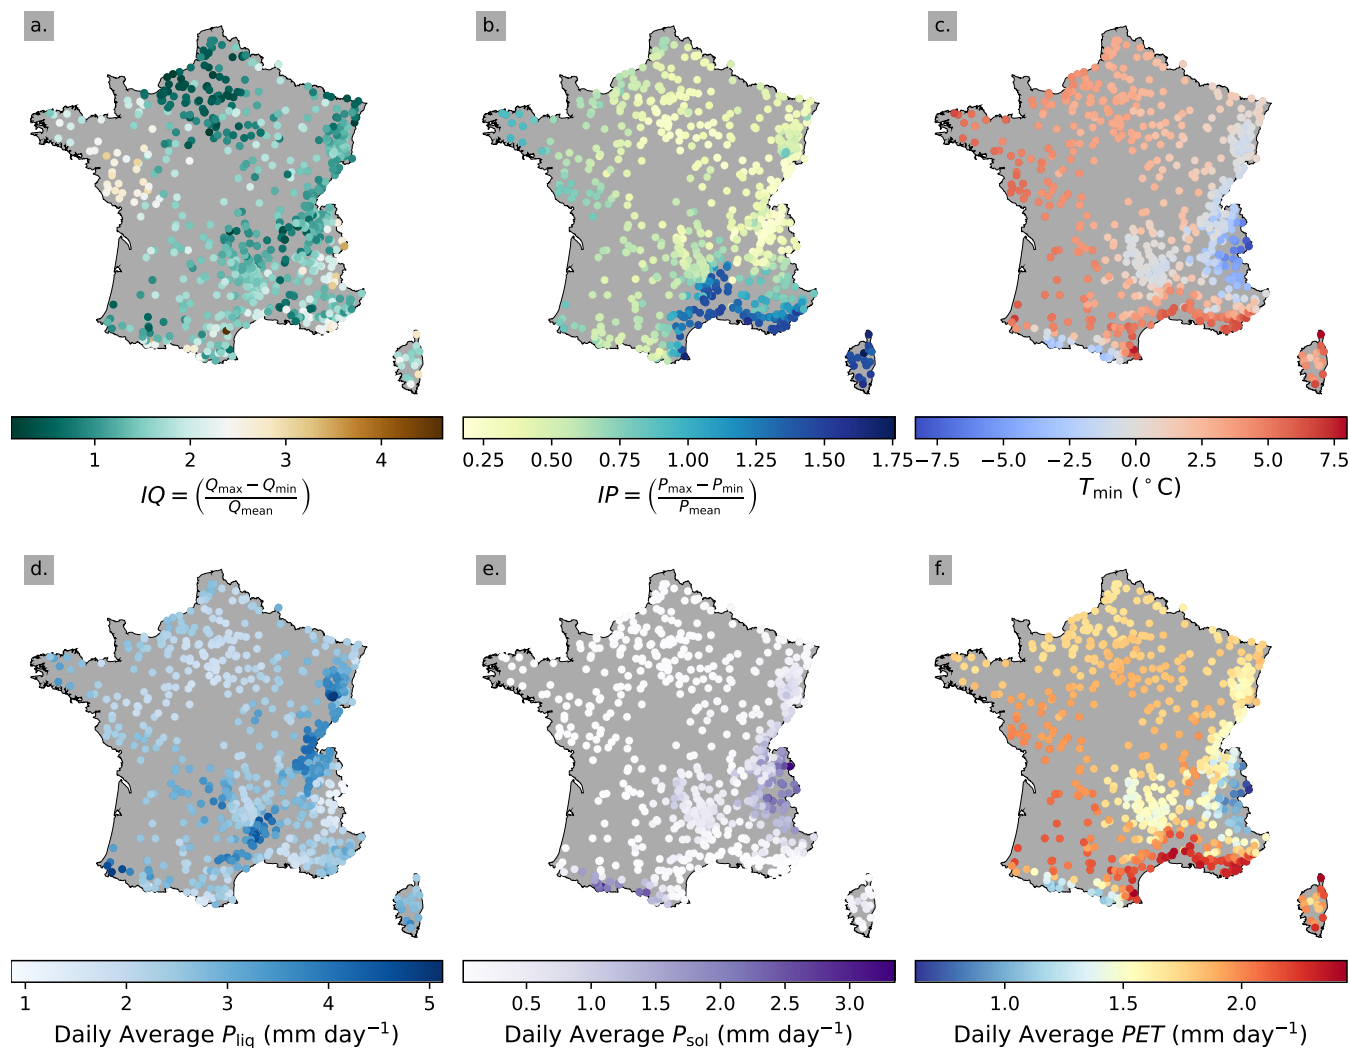 a. b. c.
1 2 3 4 0.25 0.50 0.75 1.00 1.25 1.50 1.75 −7.5 −5.0 −2.5 0.0 2.5 5.0 7.5
IQ = (Qmax − Qmin / Qmean) IP = (Pmax − Pmin / Pmean) Tmin (°C)
d. e. f.
1 2 3 4 5 0.5 1.0 1.5 2.0 2.5 3.0 1.0 1.5 2.0
Daily Average Pliq (mm day−1) Daily Average Psol (mm day−1) Daily Average PET (mm day−1)